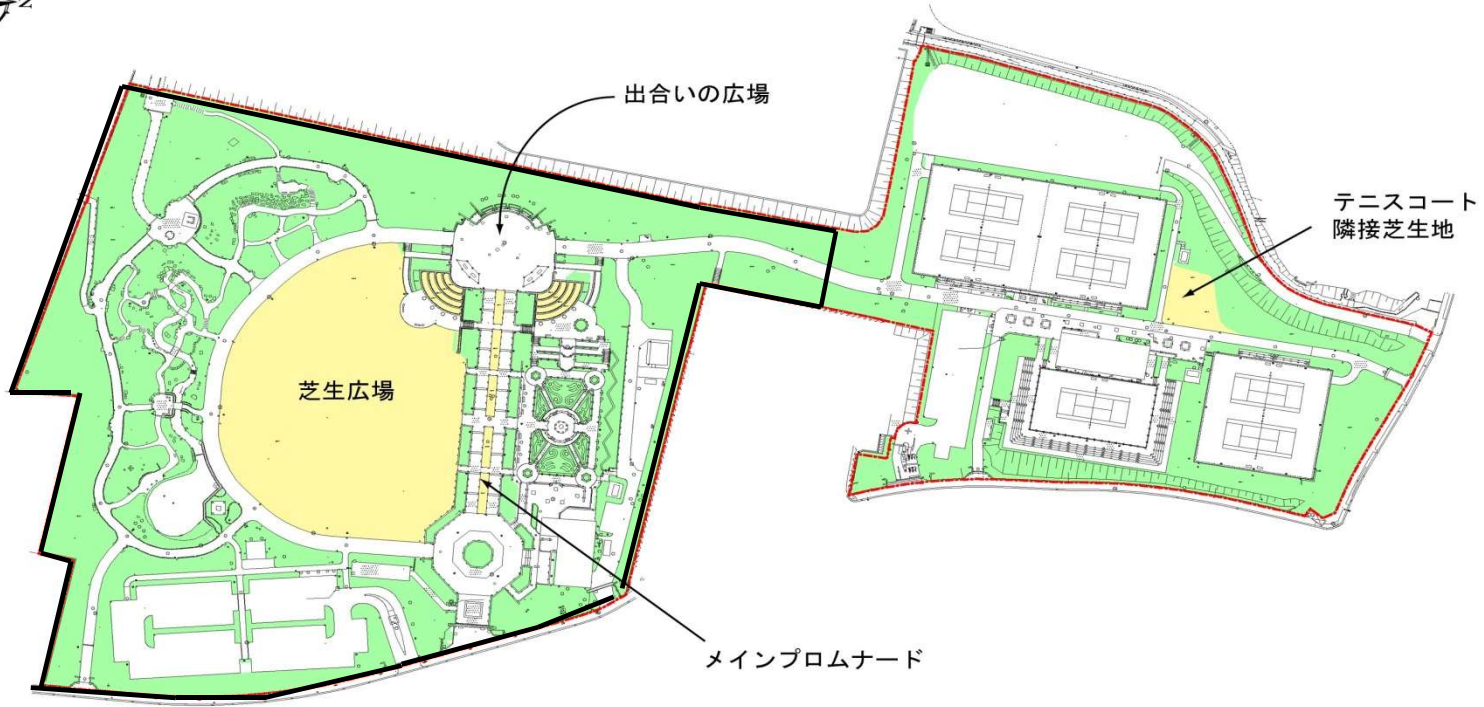 出合いの広場
テニスコート
隣接芝生地
芝生広場
メインプロムナード